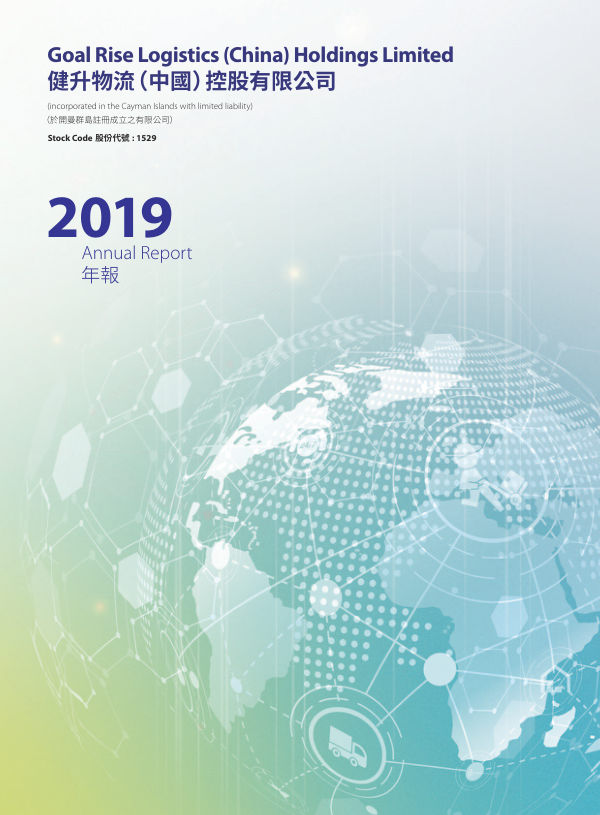 Goal Rise Logistics (China) Holdings Limited
健升物流（中國）控股有限公司
(incorporated in the Cayman Islands with limited liability)
（於開曼群島註冊成立之有限公司）
Stock Code 股份代號 : 1529
2019
Annual Report
年報